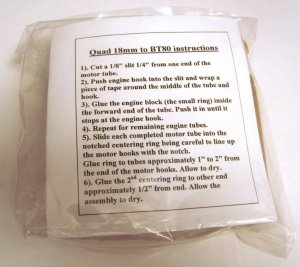 Quad 18mm to BT80 instructions
1). Cut a 1/8" slit 1/4" from one end of the
motor tube.
2). Push engine hook into the slit and wrap a
piece of tape around the middle of the tube and
hook.
3). Glue the engine block (the small ring) inside
the forward end of the tube. Push it in until it
stops at the engine hook.
4). Repeat for remaining engine tubes.
5). Slide each completed motor tube into the
notched centering ring being careful to line up
the motor hooks with the notch.
Glue ring to tubes approximately 1" to 2" from
the end of the motor hooks. Allow to dry.
6). Glue the 2nd centering ring to other end
approximately 1/2" from end. Allow the
assembly to dry.